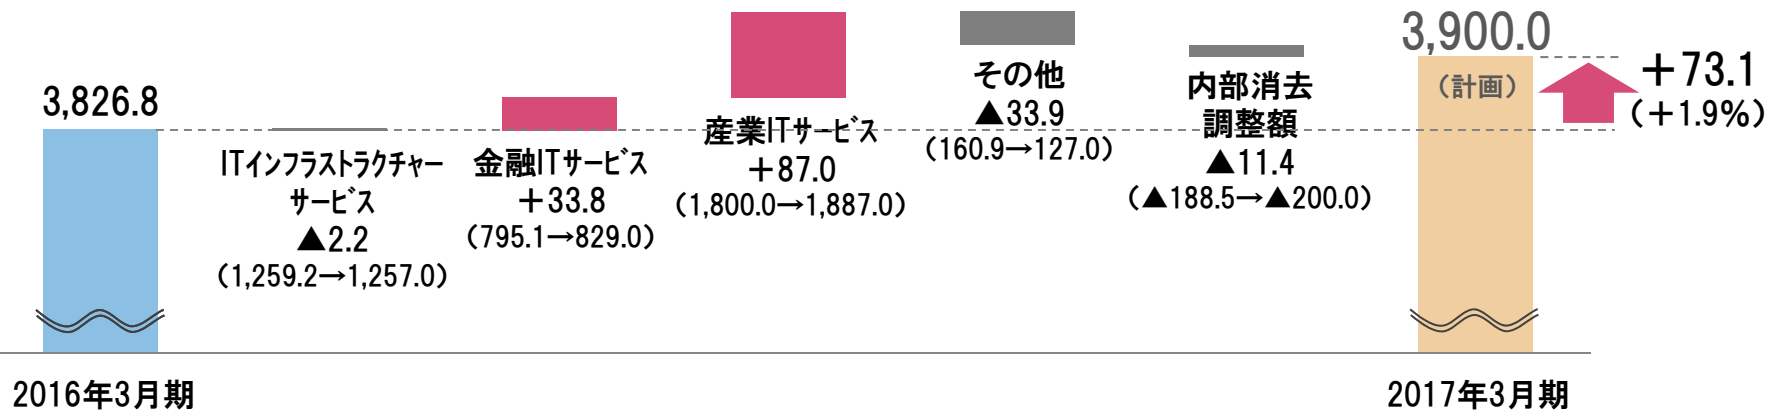 3,826.8
2016年3月期
ITインフラストラクチャー
サービス
▲2.2
(1,259.2→1,257.0)
金融ITサービス
+33.8
(795.1→829.0)
産業ITサービス
+87.0
(1,800.0→1,887.0)
その他
▲33.9
(160.9→127.0)
内部消去
調整額
▲11.4
(▲188.5→▲200.0)
3,900.0
(計画)
2017年3月期
+73.1
(+1.9%)